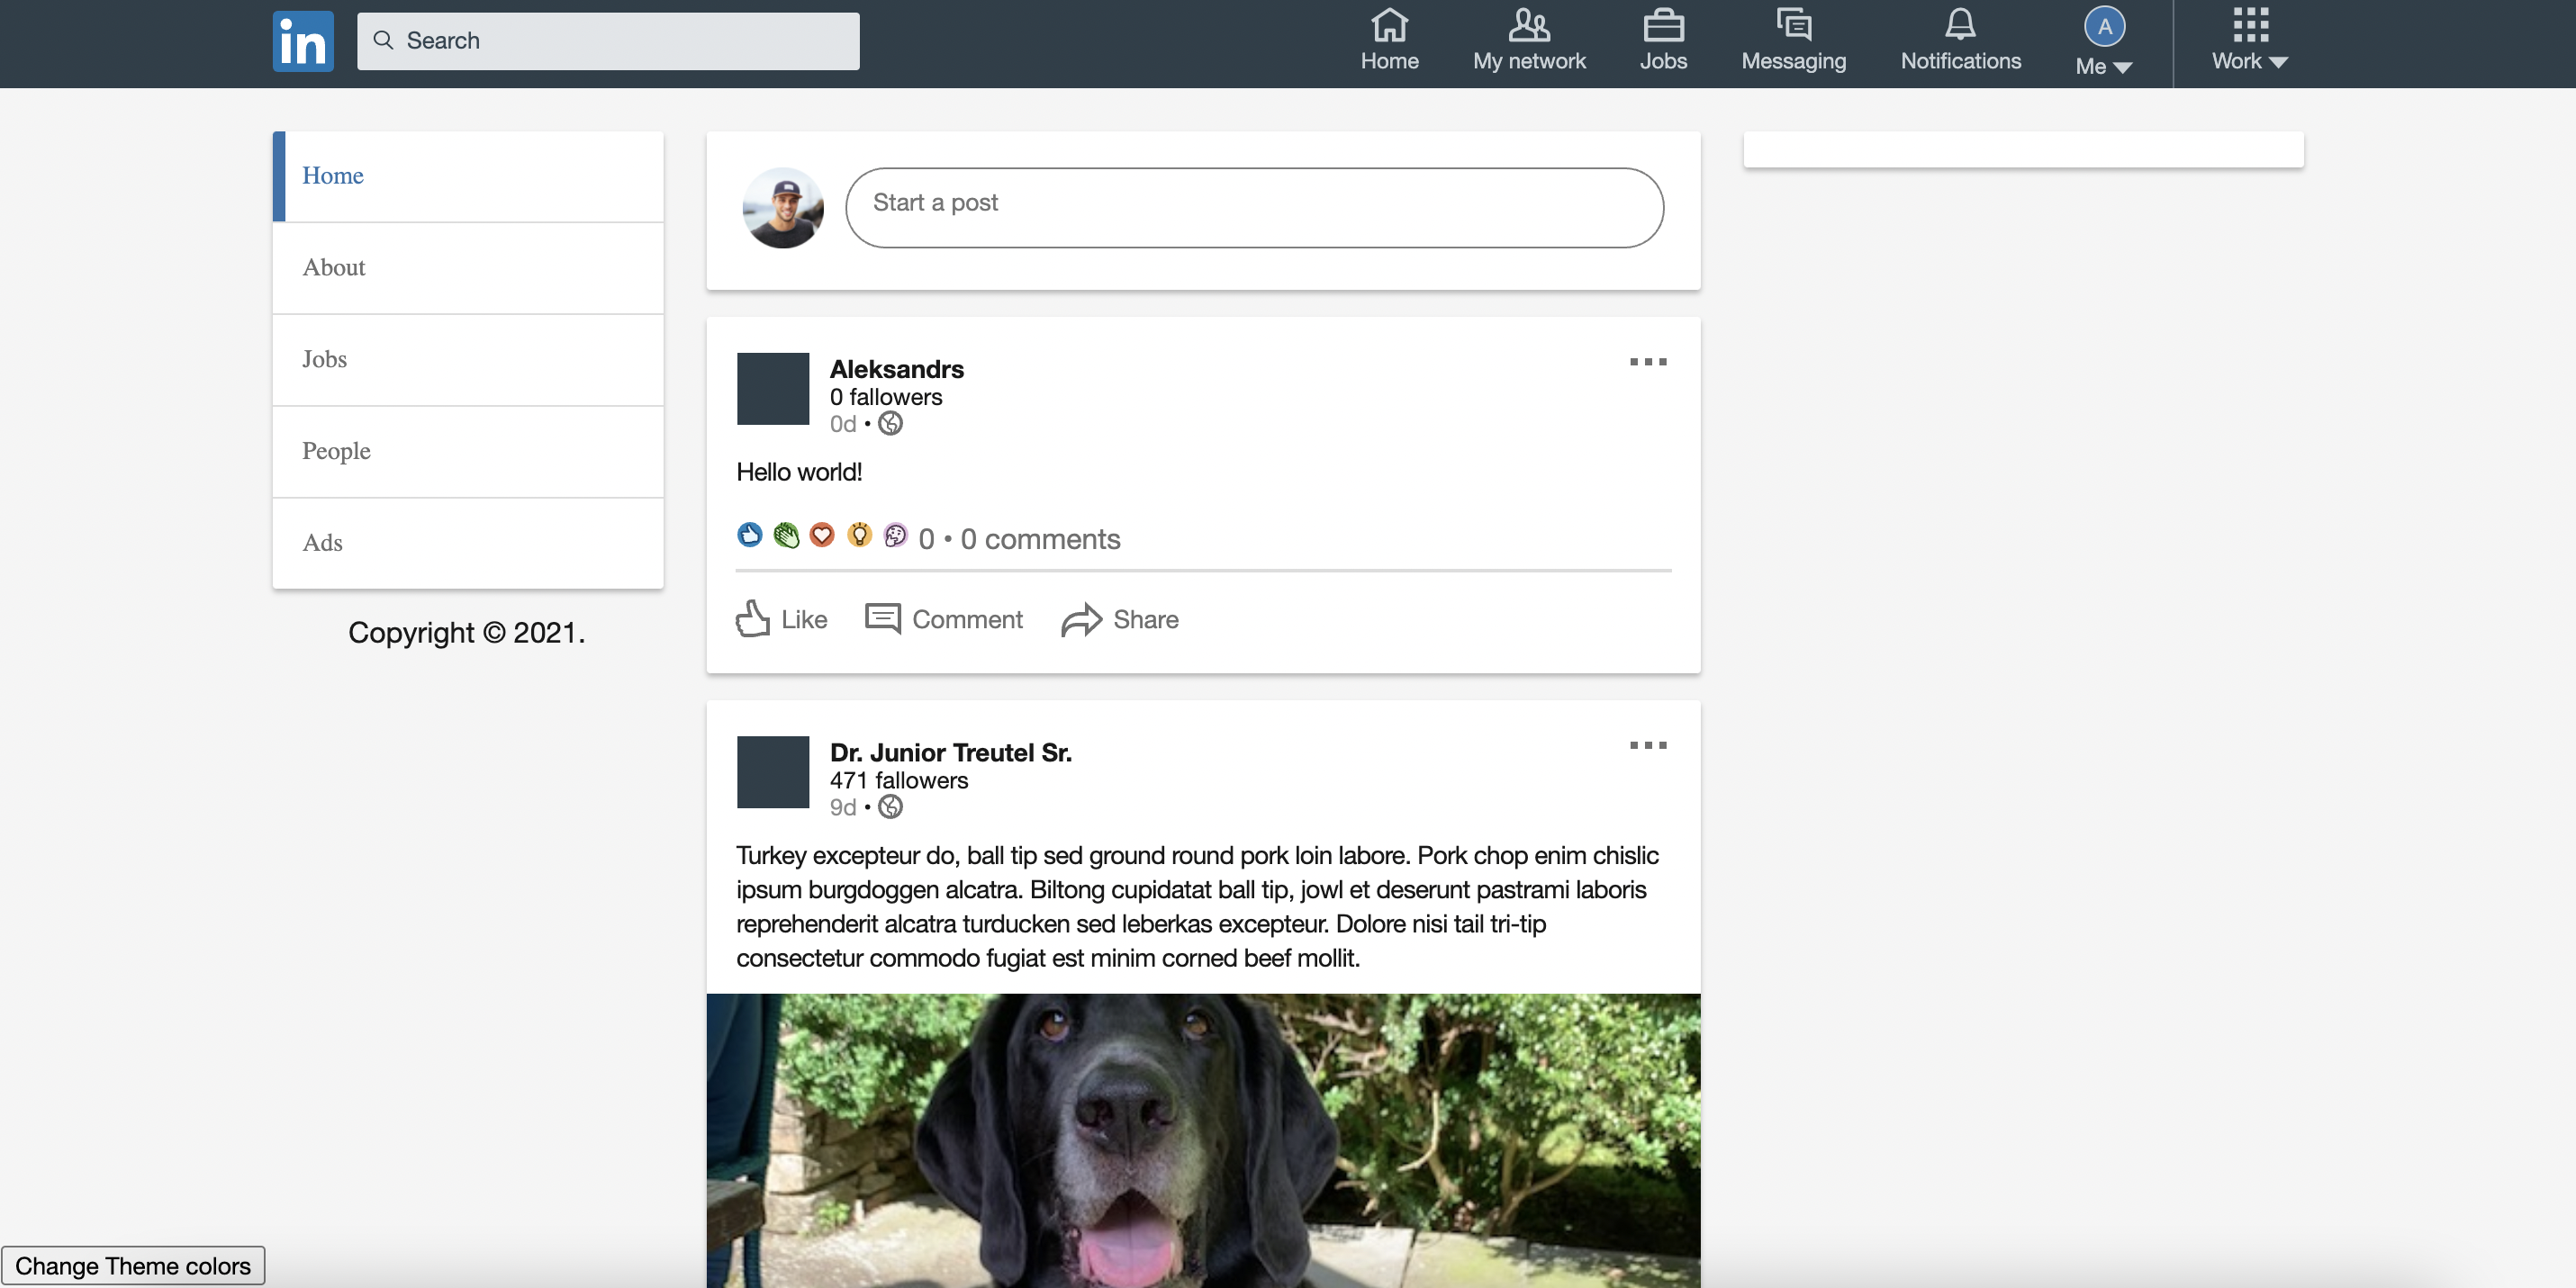 in
Search
Home
My network
Jobs
Messaging
Notifications
A
Me
Work
Home
About
Jobs
People
Ads
Copyright © 2021.
Start a post
Aleksandrs
0 fallowers
0d •
Hello world!
0 • 0 comments
Like
Comment
Share
Dr. Junior Treutel Sr.
471 fallowers
9d •
Turkey excepteur do, ball tip sed ground round pork loin labore. Pork chop enim chislic
ipsum burgdoggen alcatra. Biltong cupidatat ball tip, jowl et deserunt pastrami laboris
reprehenderit alcatra turducken sed leberkas excepteur. Dolore nisi tail tri-tip
consectetur commodo fugiat est minim corned beef mollit.
Change Theme colors